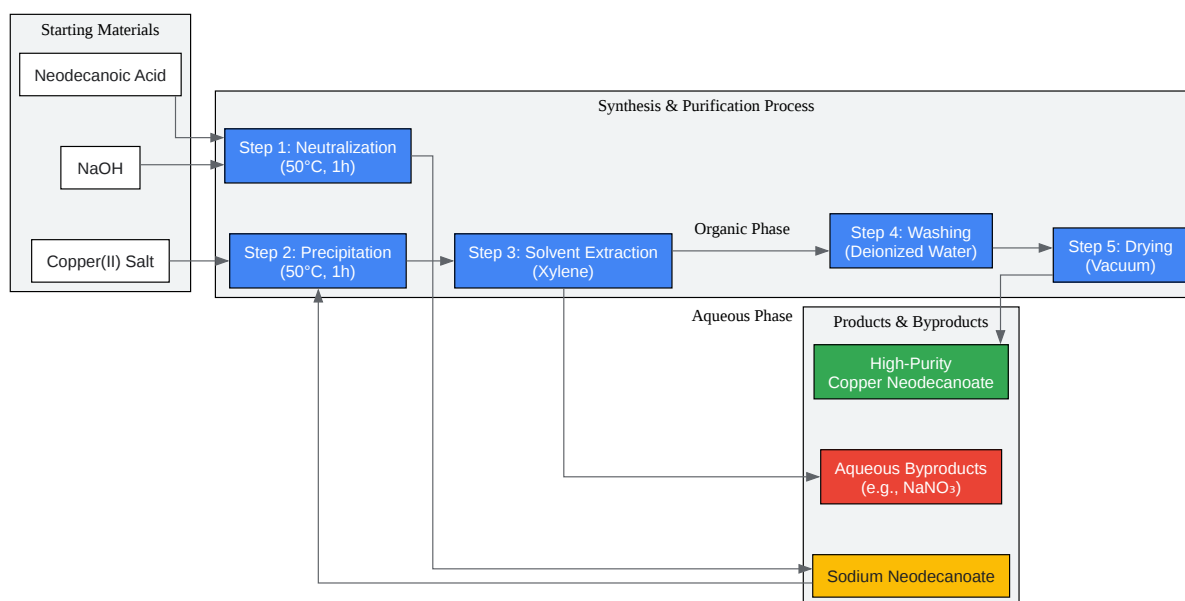 Starting Materials
Neodecanoic Acid
NaOH
Copper(II) Salt
Synthesis & Purification Process
Step 1: Neutralization
(50°C, 1h)
Step 2: Precipitation
(50°C, 1h)
Step 3: Solvent Extraction
(Xylene)
Organic Phase
Step 4: Washing
(Deionized Water)
Step 5: Drying
(Vacuum)
Aqueous Phase
Products & Byproducts
High-Purity
Copper Neodecanoate
Aqueous Byproducts
(e.g., NaNO₃)
Sodium Neodecanoate